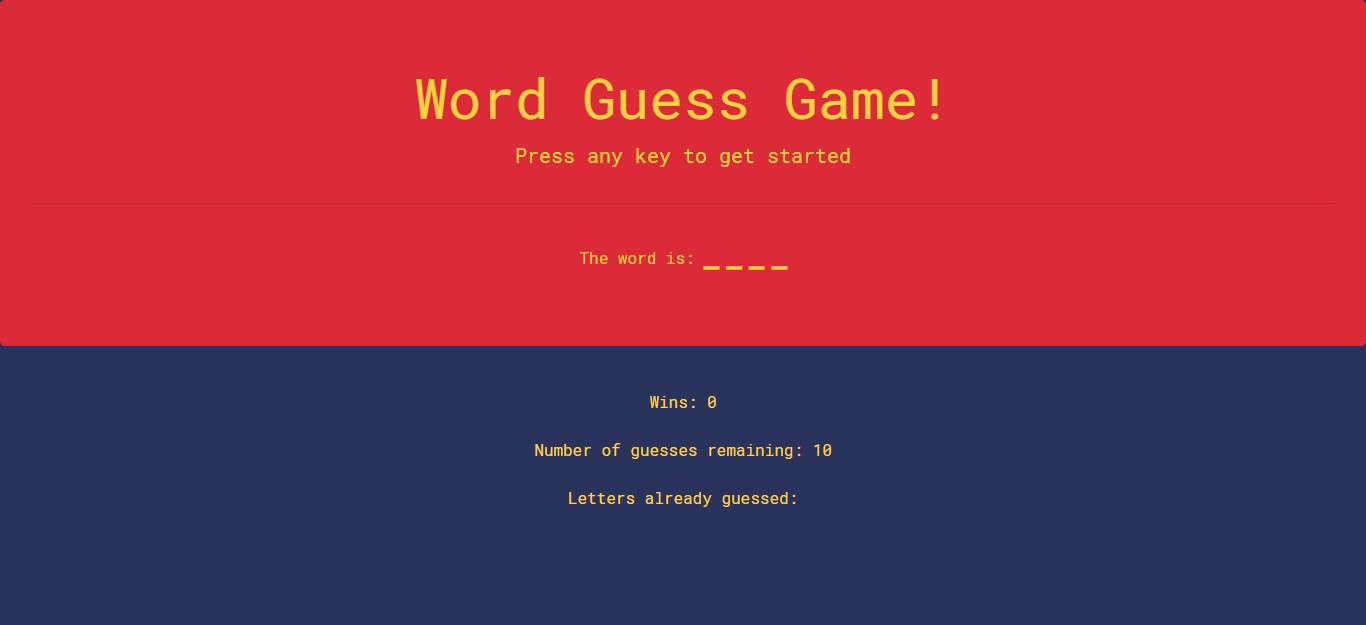 Word Guess Game!
Press any key to get started
The word is: _ _ _ _
Wins: 0
Number of guesses remaining: 10
Letters already guessed: